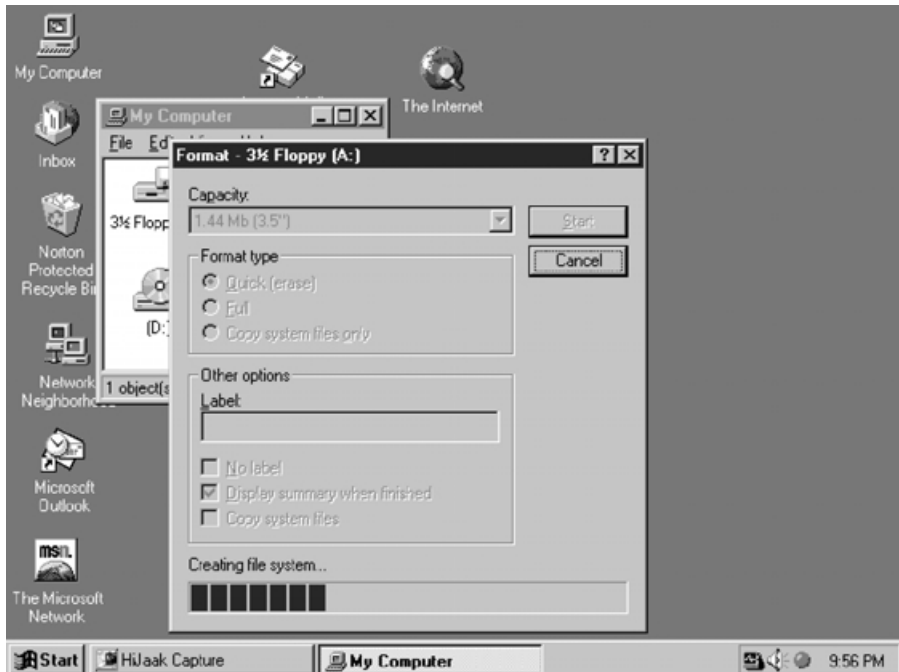 My Computer
Inbox
Norton
Protected
Recycle Bi
Network
Neighborho
Microsoft
Outlook
msn.
The Microsoft
Network
The Internet
My Computer
File Ed
3½ Flopp
(D:)
1 object(s
Format - 3½ Floppy (A:)
Capacity:
1.44 Mb (3.5")
Start
Cancel
Format type
Quick (erase)
Full
Copy system files only
Other options
Label:
No label
Display summary when finished
Copy system files
Creating file system...
Start
HiJaak Capture
My Computer
9:56 PM